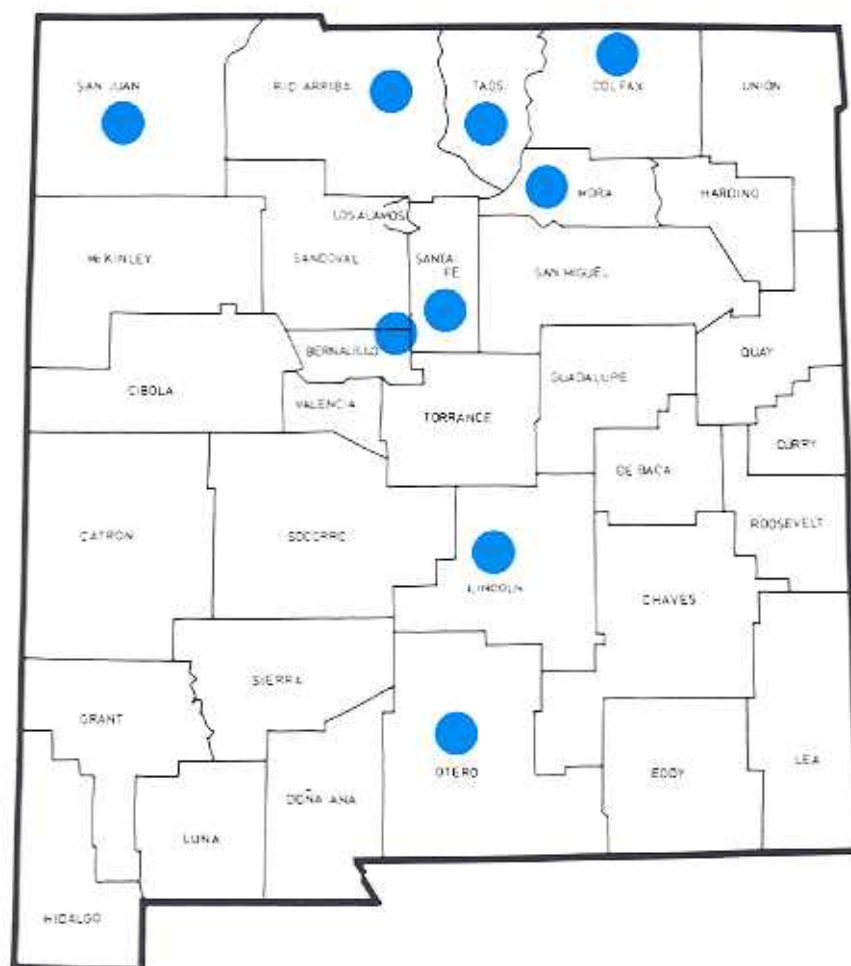 SAN JUAN
RIO ARRIBA
TAOS
COLFAX
UNION
MORA
HARDING
LOS ALAMOS
MC KINLEY
SANDOVAL
SANTA
FE
SAN MIGUEL
BERNALILLO
QUAY
CIBOLA
VALENCIA
TORRANCE
GUADALUPE
CURRY
DE BACA
CATRON
SOCORRO
ROOSEVELT
LINCOLN
CHAVES
SIERRA
GRANT
OTERO
LEA
EDDY
DOÑA ANA
LUNA
HIDALGO